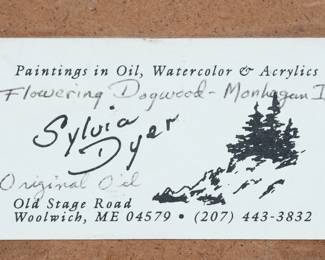 Paintings in Oil, Watercolor & Acrylics
Flowering Dogwood - Monhegan I
Sylvia
Dyer
Original Oil
Old Stage Road
Woolwich, ME 04579 • (207) 443-3832